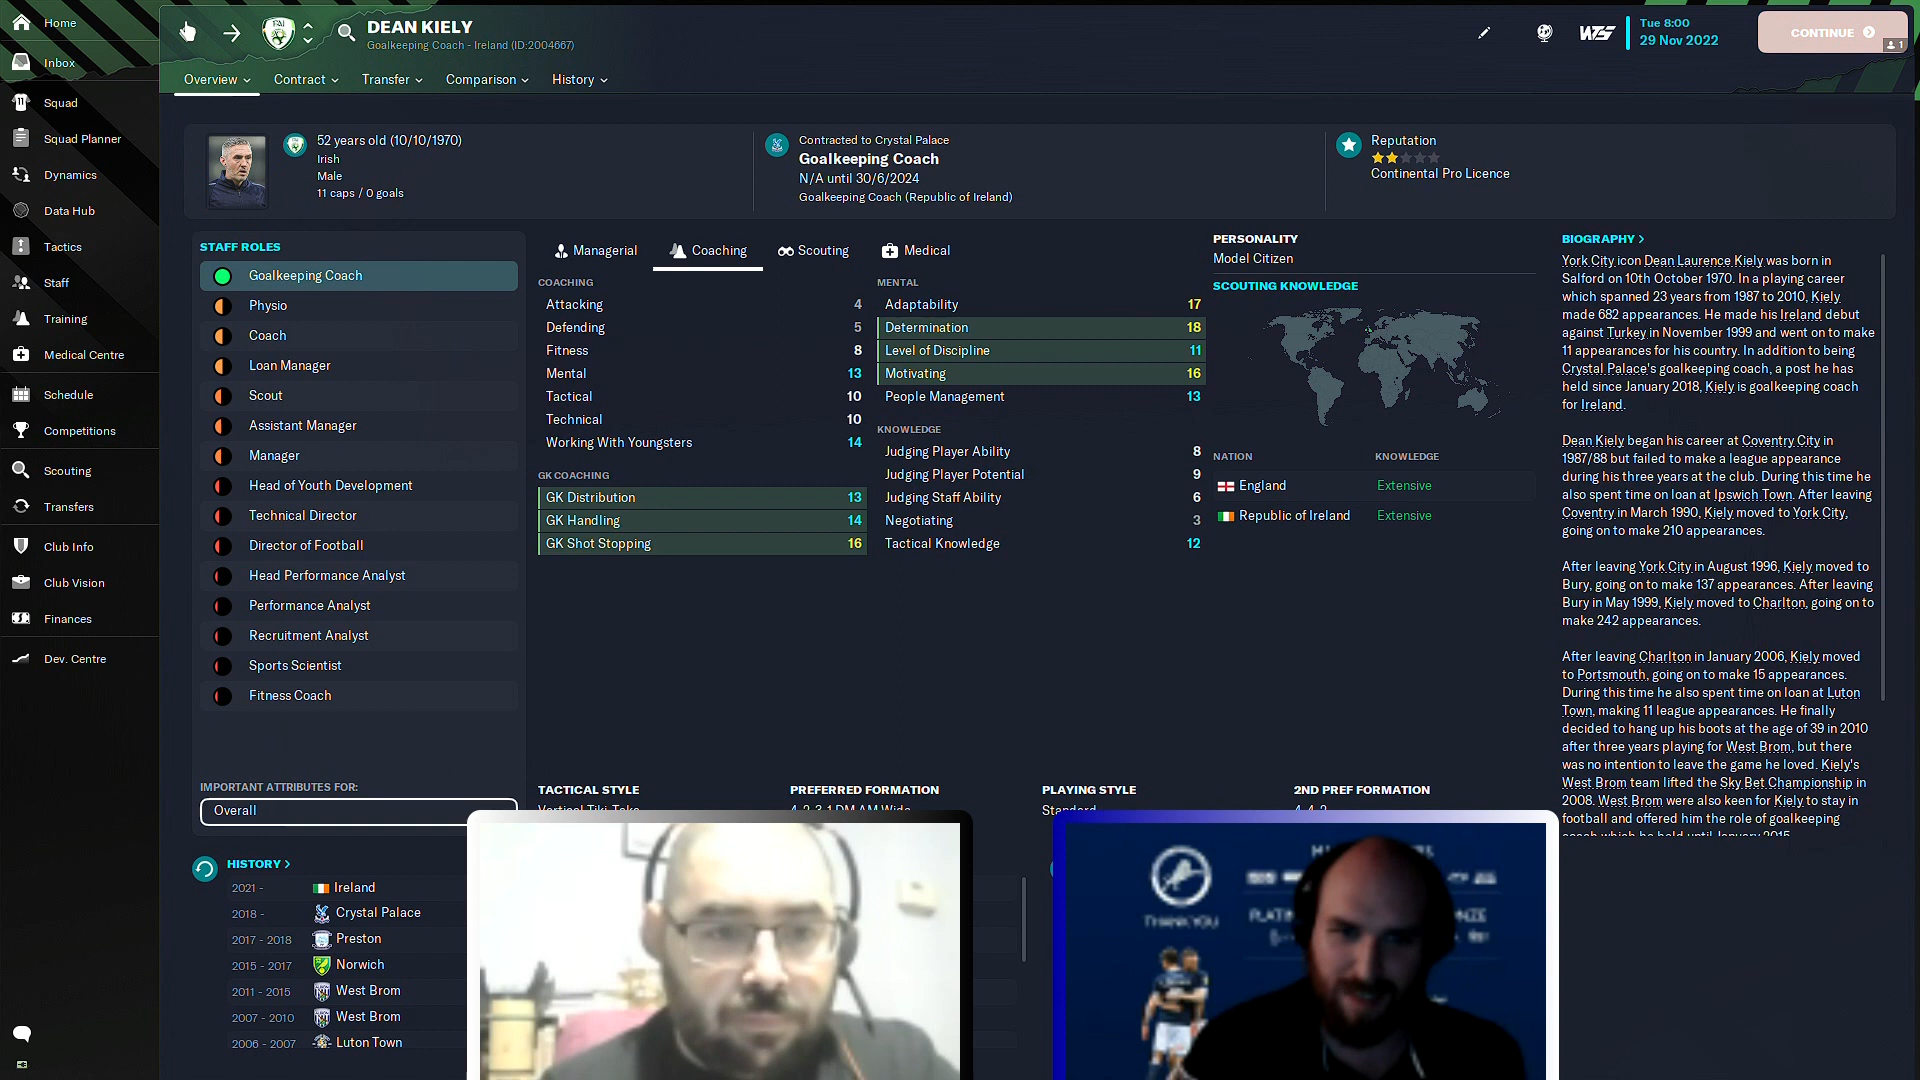 Home
Inbox
Squad
Squad Planner
Dynamics
Data Hub
Tactics
Staff
Training
Medical Centre
Schedule
Competitions
Scouting
Transfers
Club Info
Club Vision
Finances
Dev. Centre
DEAN KIELY
Goalkeeping Coach - Ireland (ID:2004667)
Tue 8:00
29 Nov 2022
CONTINUE
1
Overview
Contract
Transfer
Comparison
History
52 years old (10/10/1970)
Irish
Male
11 caps / 0 goals
Contracted to Crystal Palace
Goalkeeping Coach
N/A until 30/6/2024
Goalkeeping Coach (Republic of Ireland)
Reputation
Continental Pro Licence
STAFF ROLES
Goalkeeping Coach
Physio
Coach
Loan Manager
Scout
Assistant Manager
Manager
Head of Youth Development
Technical Director
Director of Football
Head Performance Analyst
Performance Analyst
Recruitment Analyst
Sports Scientist
Fitness Coach
IMPORTANT ATTRIBUTES FOR:
Overall
Managerial
Coaching
Scouting
Medical
COACHING
Attacking 4
Defending 5
Fitness 8
Mental 13
Tactical 10
Technical 10
Working With Youngsters 14
GK COACHING
GK Distribution 13
GK Handling 14
GK Shot Stopping 16
MENTAL
Adaptability 17
Determination 18
Level of Discipline 11
Motivating 16
People Management 13
KNOWLEDGE
Judging Player Ability 8
Judging Player Potential 9
Judging Staff Ability 6
Negotiating 3
Tactical Knowledge 12
PERSONALITY
Model Citizen
SCOUTING KNOWLEDGE
NATION KNOWLEDGE
England Extensive
Republic of Ireland Extensive
BIOGRAPHY
York City icon Dean Laurence Kiely was born in
Salford on 10th October 1970. In a playing career
which spanned 23 years from 1987 to 2010, Kiely
made 682 appearances. He made his Ireland debut
against Turkey in November 1999 and went on to make
11 appearances for his country. In addition to being
Crystal Palace's goalkeeping coach, a post he has
held since January 2018, Kiely is goalkeeping coach
for Ireland.
Dean Kiely began his career at Coventry City in
1987/88 but failed to make a league appearance
during his three years at the club. During this time he
also spent time on loan at Ipswich Town. After leaving
Coventry in March 1990, Kiely moved to York City,
going on to make 210 appearances.
After leaving York City in August 1996, Kiely moved to
Bury, going on to make 137 appearances. After leaving
Bury in May 1999, Kiely moved to Charlton, going on to
make 242 appearances.
After leaving Charlton in January 2006, Kiely moved
to Portsmouth, going on to make 15 appearances.
During this time he also spent time on loan at Luton
Town, making 11 league appearances. He finally
decided to hang up his boots at the age of 39 in 2010
after three years playing for West Brom, but there
was no intention to leave the game he loved. Kiely's
West Brom team lifted the Sky Bet Championship in
2008. West Brom were also keen for Kiely to stay in
football and offered him the role of goalkeeping
coach which he held until January 2015.
TACTICAL STYLE
Vertical Tiki-Taka
PREFERRED FORMATION
4-2-3-1 DM AM Wide
PLAYING STYLE
Standard
2ND PREF FORMATION
4-4-2
HISTORY
2021 - Ireland
2018 - Crystal Palace
2017 - 2018 Preston
2015 - 2017 Norwich
2011 - 2015 West Brom
2007 - 2010 West Brom
2006 - 2007 Luton Town
THANK YOU